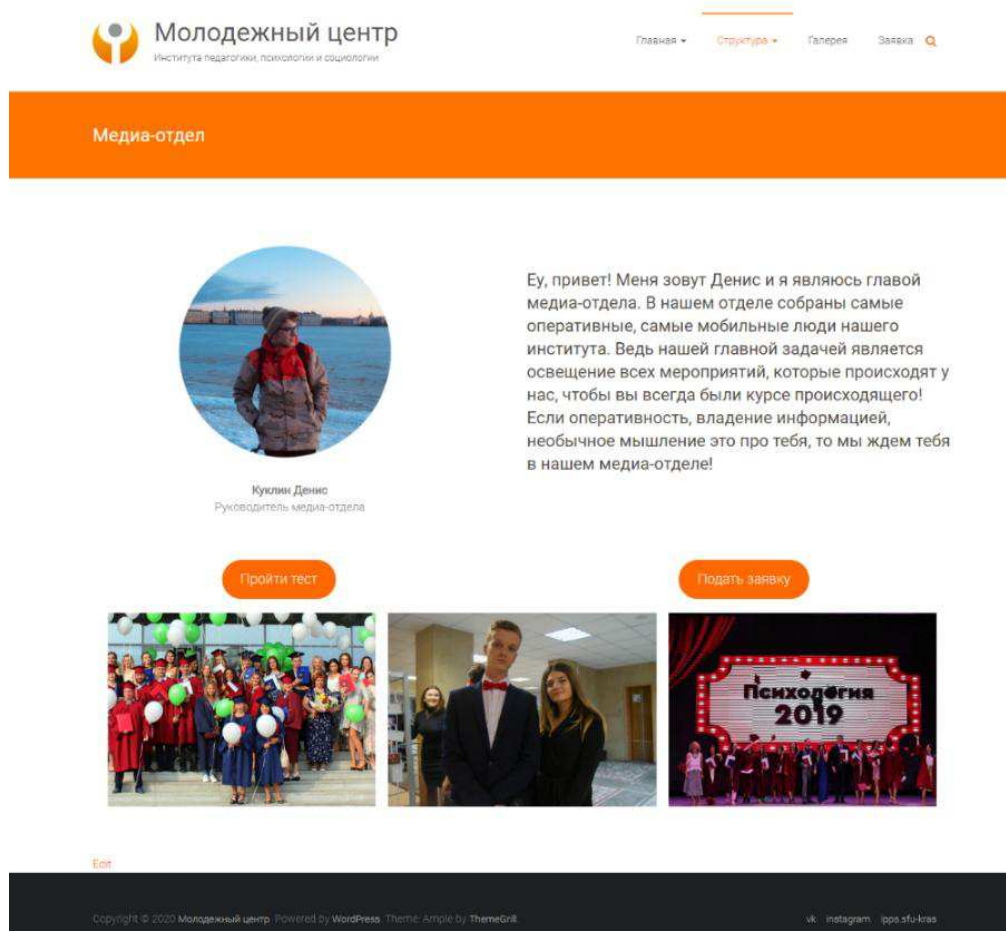 Молодежный центр
Института педагогики, психологии и социологии
Главная Структура Галерея Заявка
Медиа-отдел
Еу, привет! Меня зовут Денис и я являюсь главой
медиа-отдела. В нашем отделе собраны самые
оперативные, самые мобильные люди нашего
института. Ведь нашей главной задачей является
освещение всех мероприятий, которые происходят у
нас, чтобы вы всегда были курсе происходящего!
Если оперативность, владение информацией,
необычное мышление это про тебя, то мы ждем тебя
в нашем медиа-отделе!
Куклин Денис
Руководитель медиа-отдела
Пройти тест
Подать заявку
Психология
2019
Edit
Copyright © 2020 Молодежный центр. Powered by WordPress. Theme: Ample by ThemeGrill.
vk instagram ipps.sfu-kras